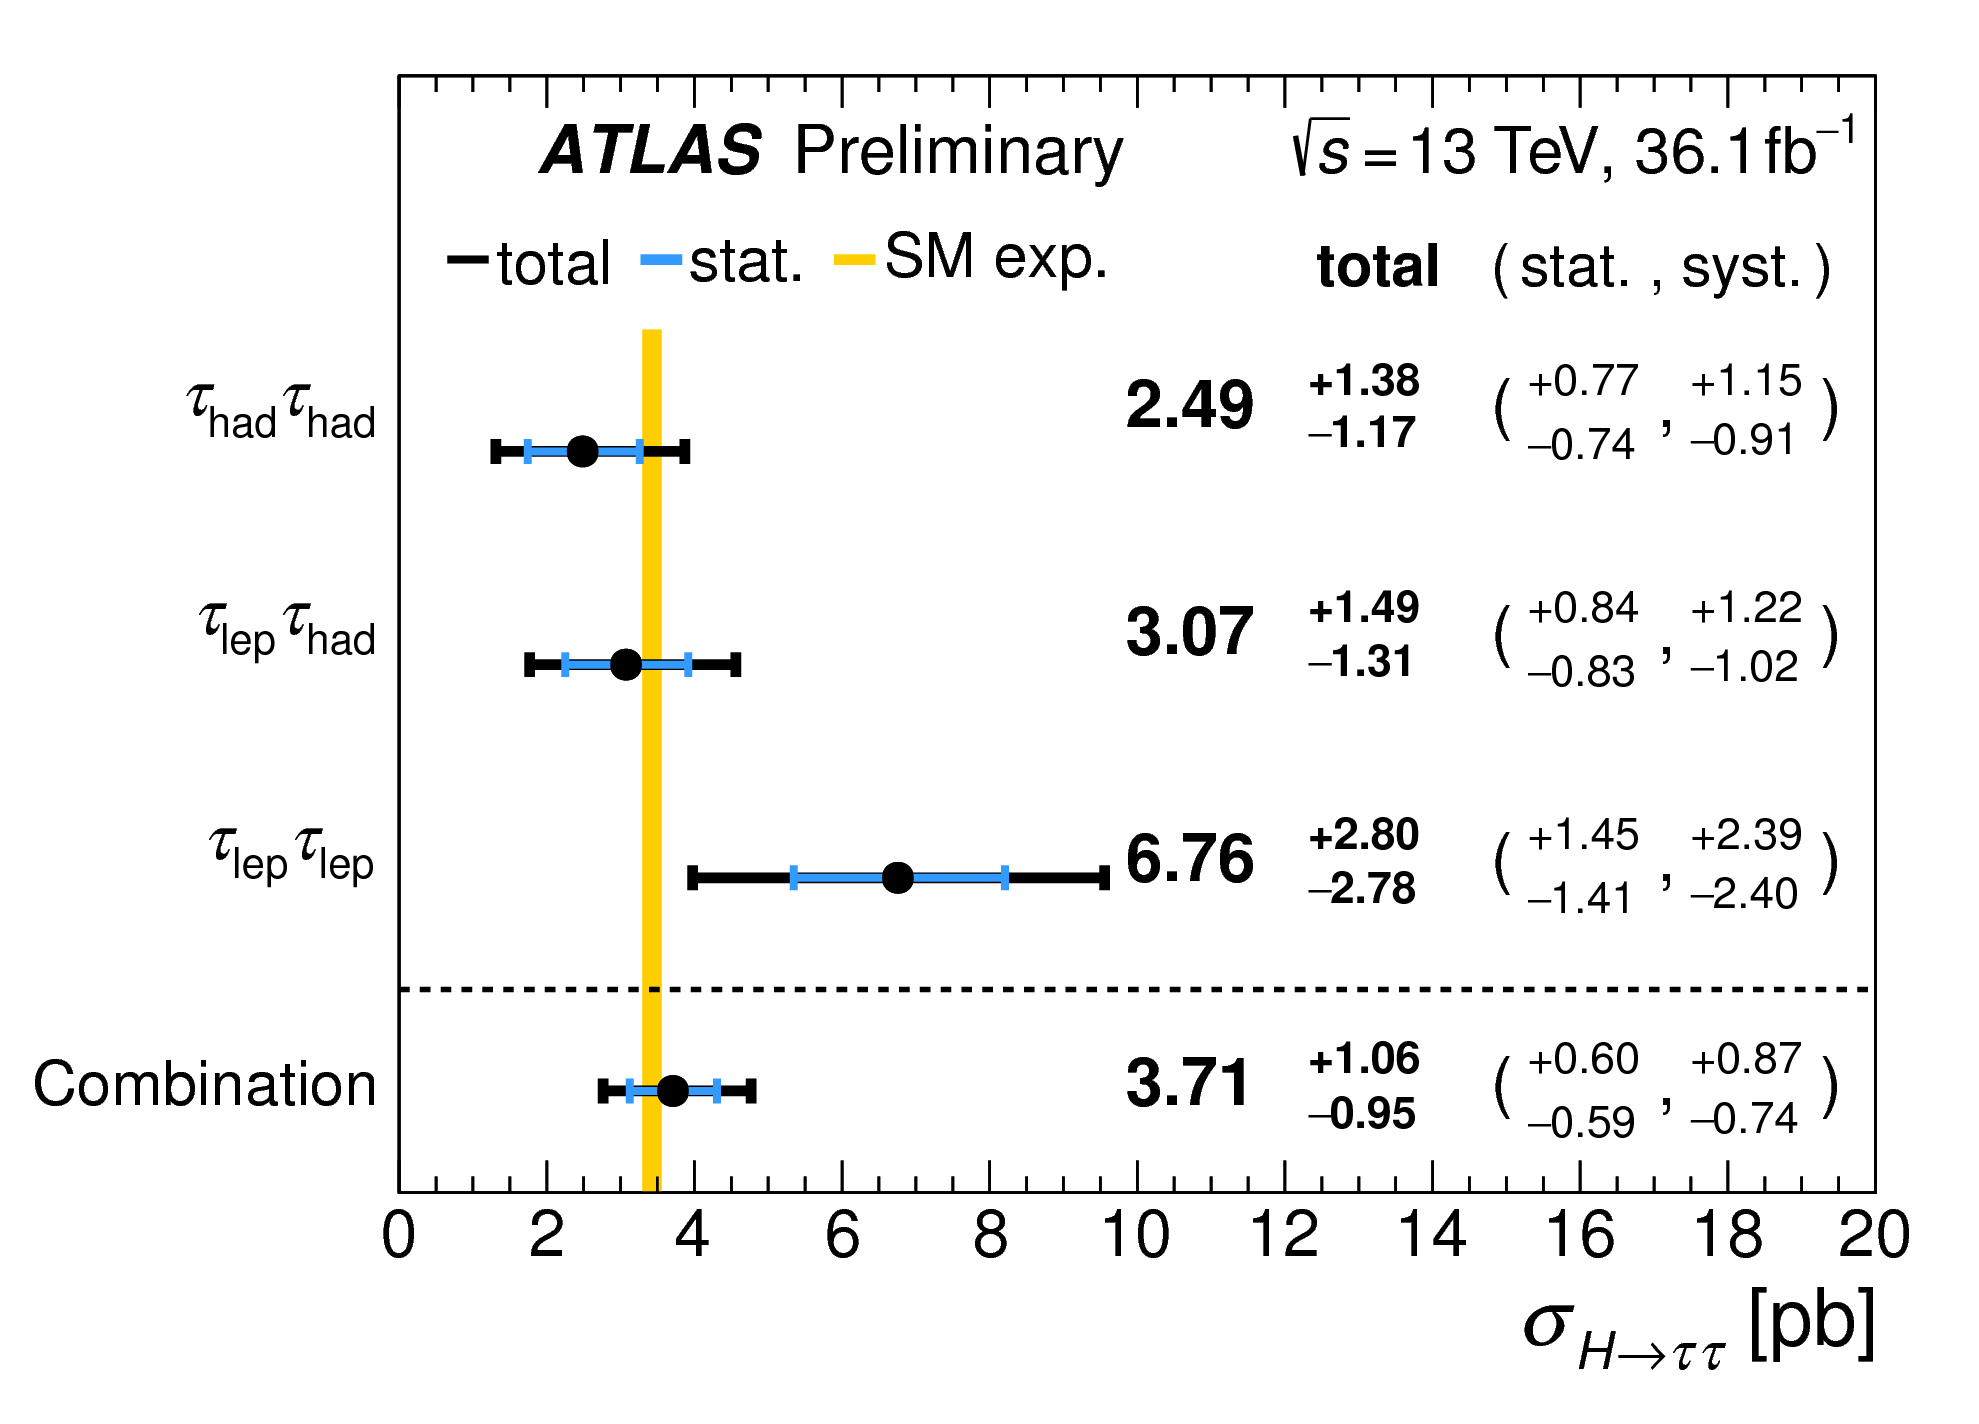 ATLAS Preliminary √s = 13 TeV, 36.1 fb⁻¹
total stat. SM exp. total ( stat. , syst. )
τhad τhad 2.49 +1.38 −1.17 ( +0.77 −0.74 , +1.15 −0.91 )
τlep τhad 3.07 +1.49 −1.31 ( +0.84 −0.83 , +1.22 −1.02 )
τlep τlep 6.76 +2.80 −2.78 ( +1.45 −1.41 , +2.39 −2.40 )
Combination 3.71 +1.06 −0.95 ( +0.60 −0.59 , +0.87 −0.74 )
0 2 4 6 8 10 12 14 16 18 20
σH→ττ [pb]